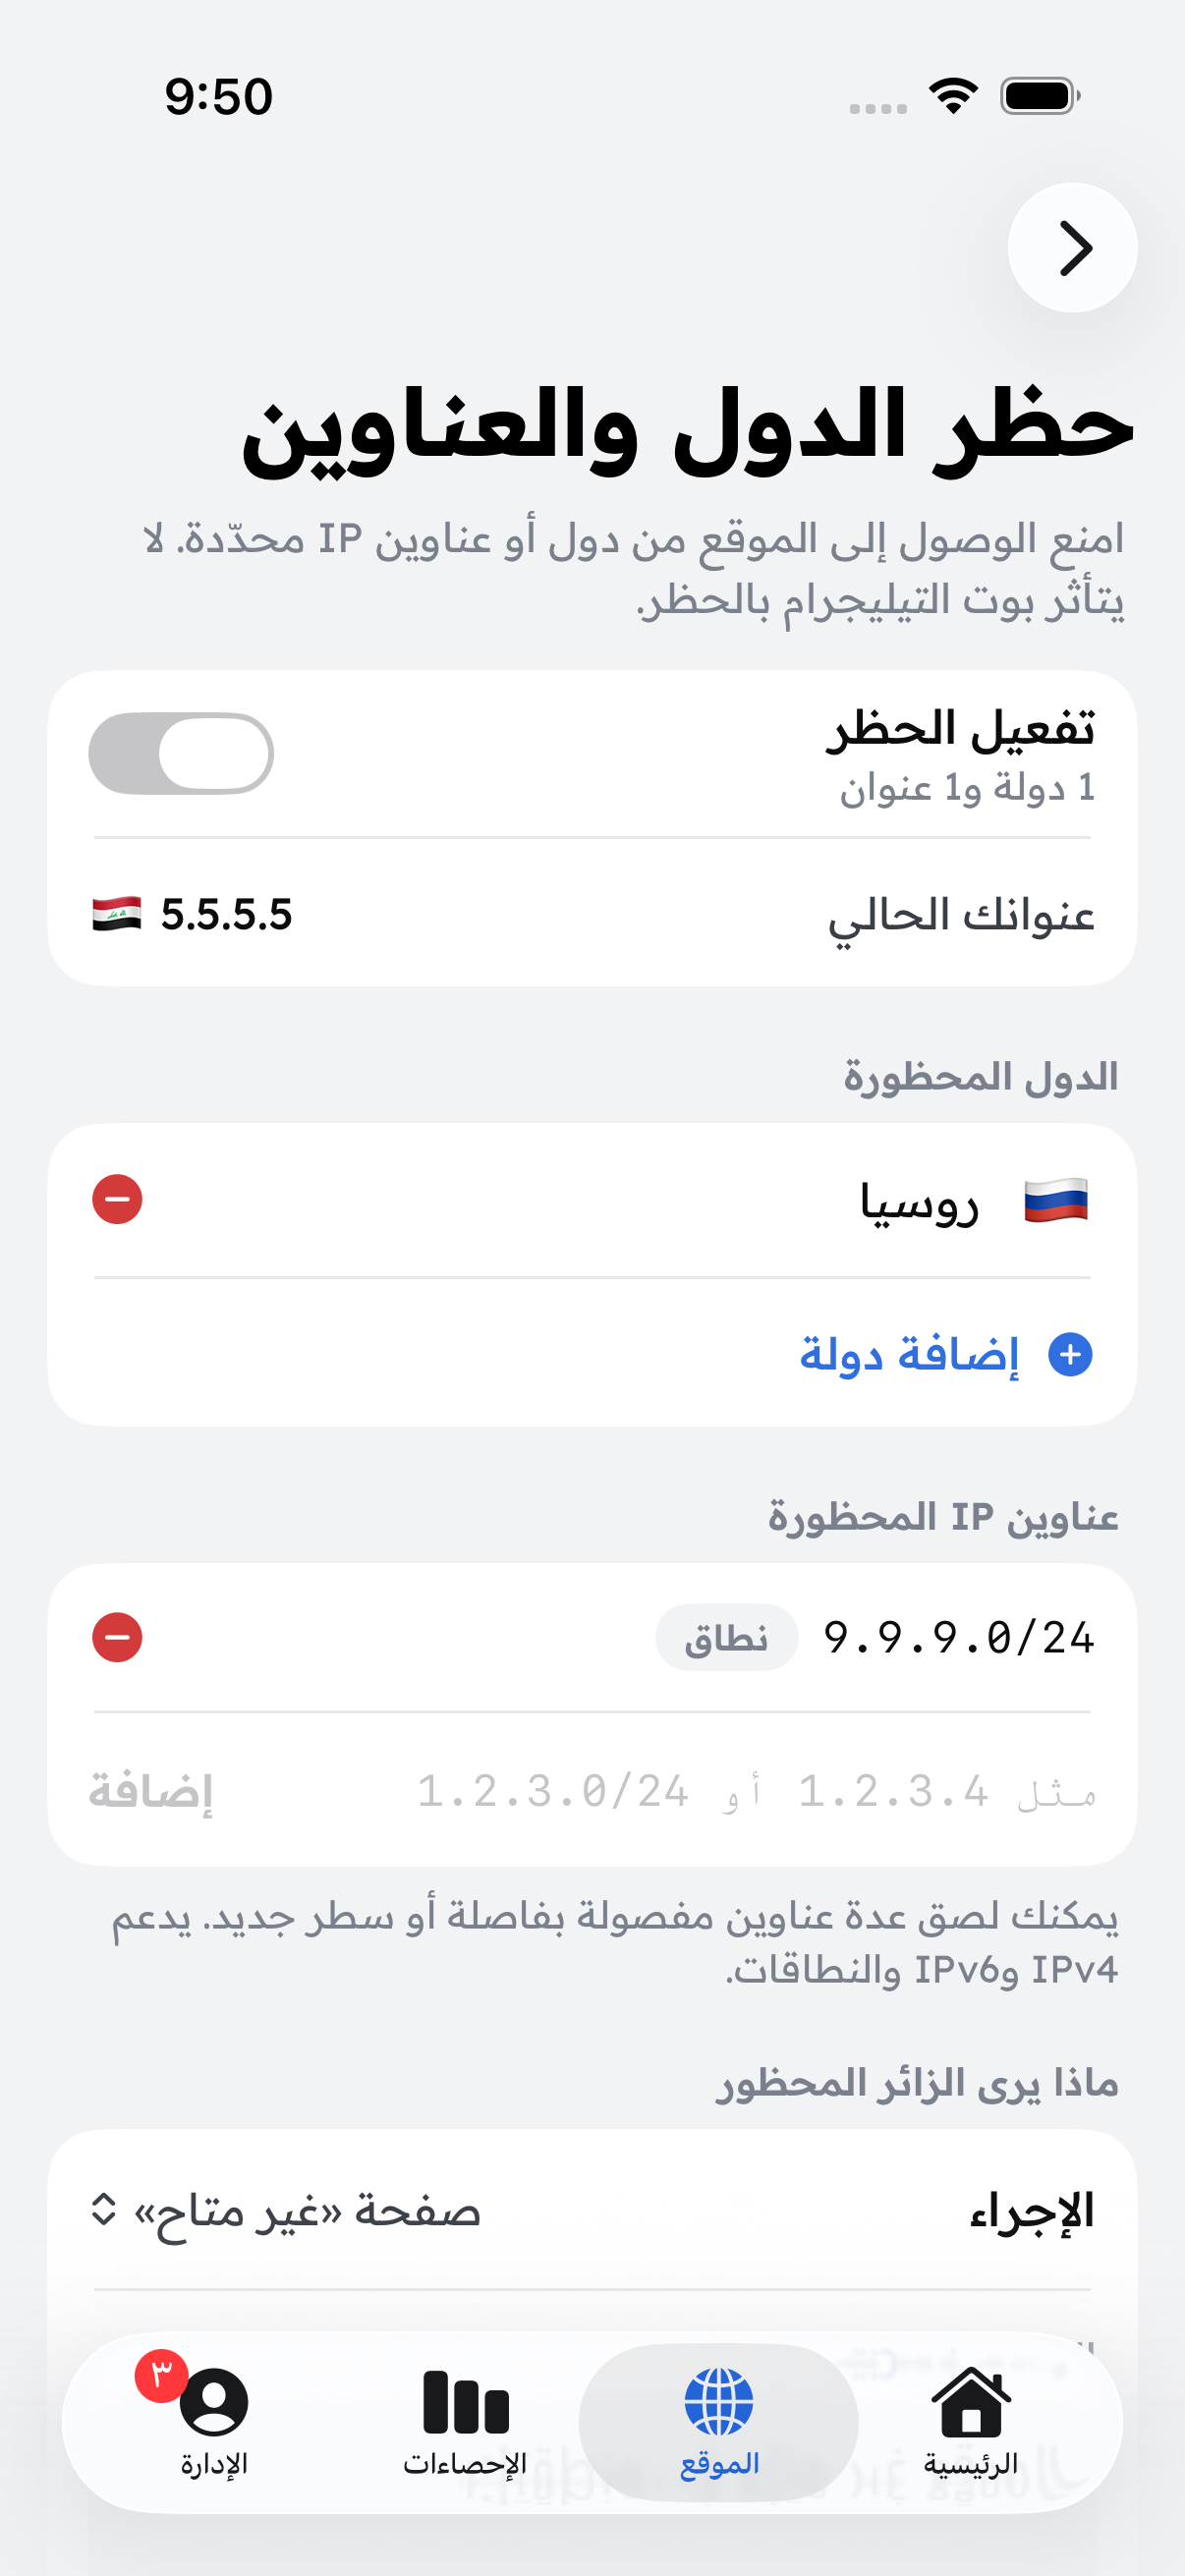 9:50
حظر الدول والعناوين
امنع الوصول إلى الموقع من دول أو عناوين IP محدّدة. لا
يتأثر بوت التيليجرام بالحظر.
تفعيل الحظر
1 دولة و1 عنوان
عنوانك الحالي 5.5.5.5
الدول المحظورة
روسيا
إضافة دولة
عناوين IP المحظورة
9.9.9.0/24 نطاق
مثل 1.2.3.4 أو 1.2.3.0/24 إضافة
يمكنك لصق عدة عناوين مفصولة بفاصلة أو سطر جديد. يدعم
IPv4 وIPv6 والنطاقات.
ماذا يرى الزائر المحظور
الإجراء صفحة «غير متاح»
٣
الرئيسية الموقع الإحصاءات الإدارة